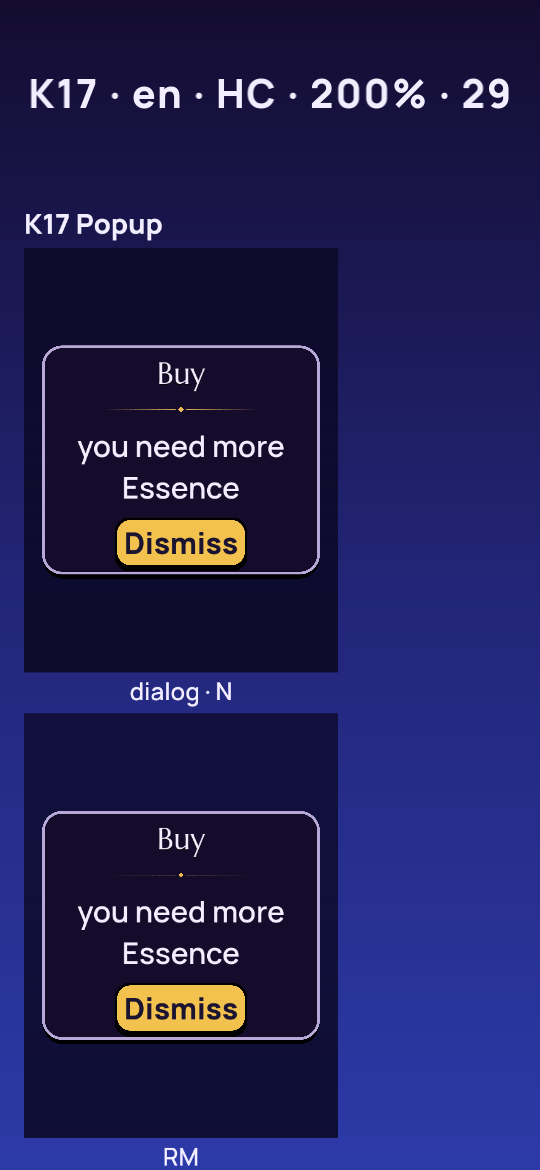 K17 · en · HC · 200% · 29
K17 Popup
Buy
you need more
Essence
Dismiss
dialog · N
Buy
you need more
Essence
Dismiss
RM